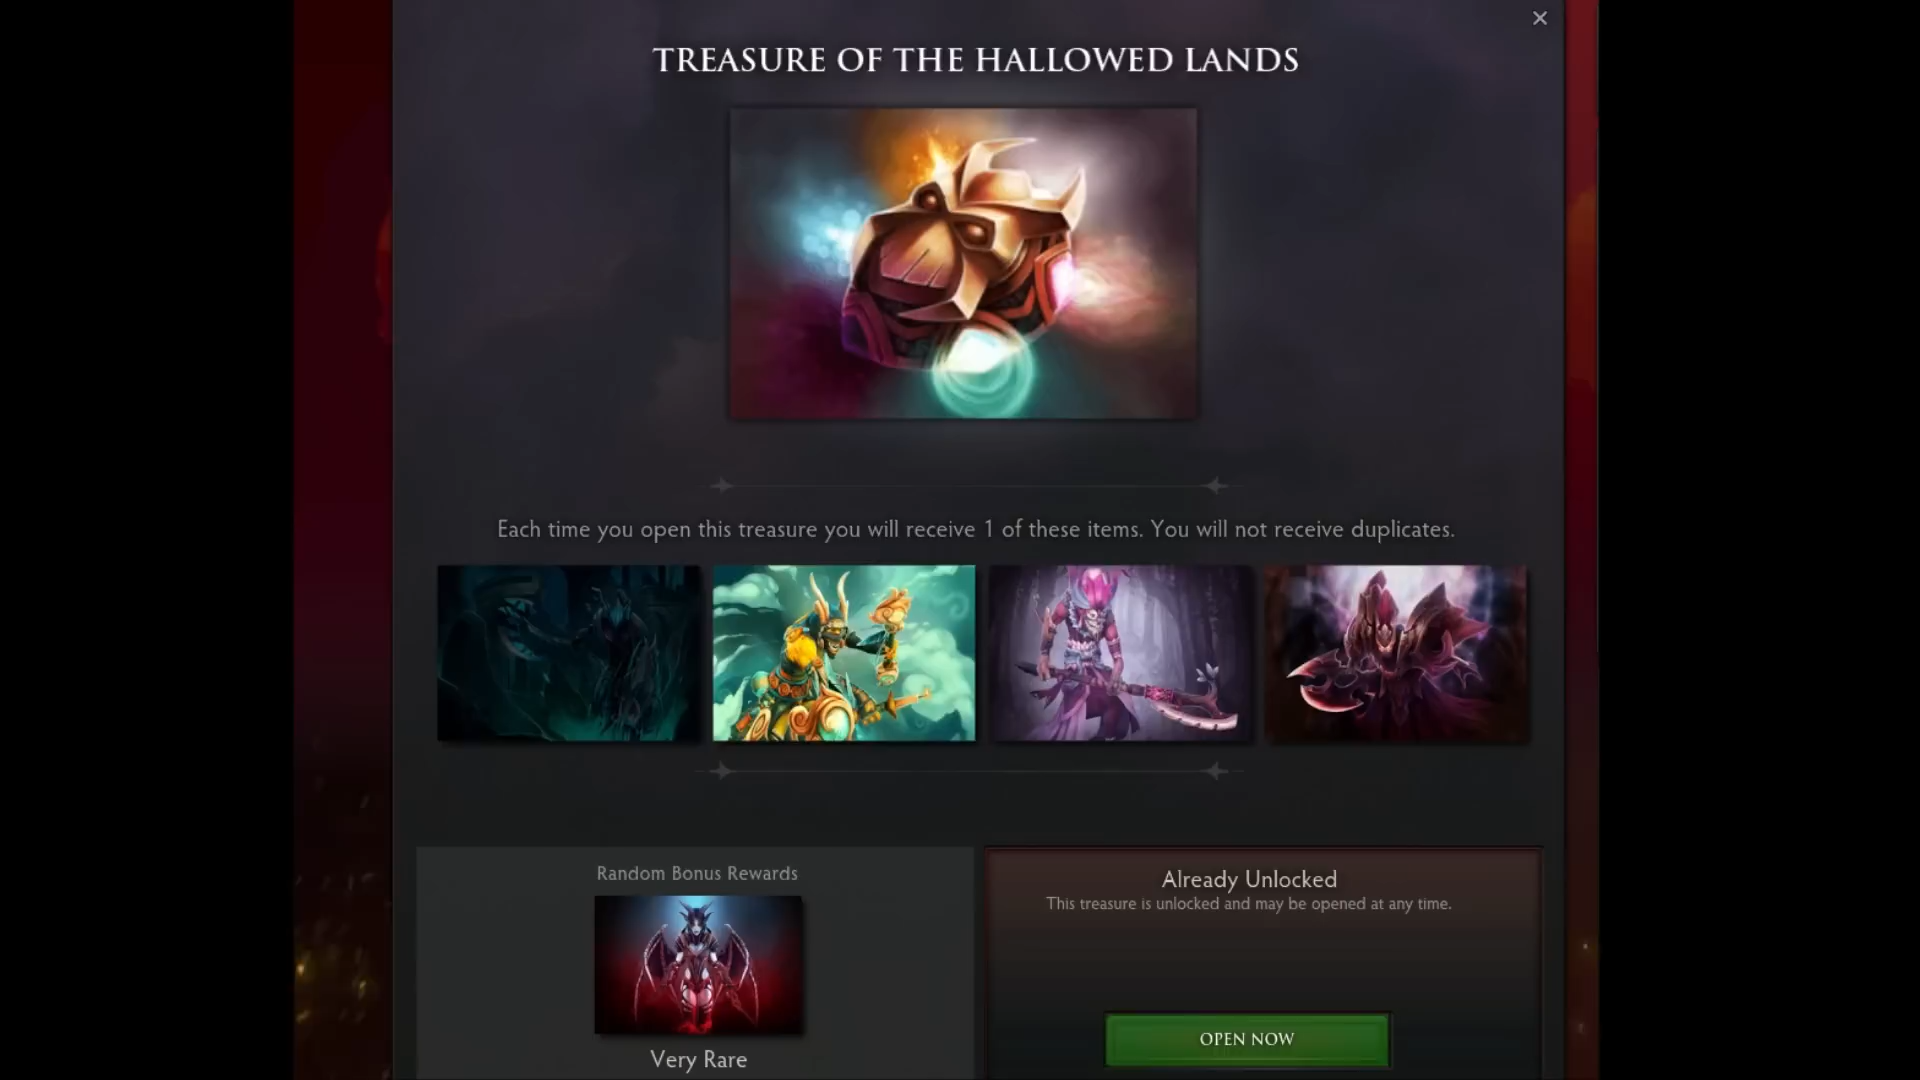 TREASURE OF THE HALLOWED LANDS
Each time you open this treasure you will receive 1 of these items. You will not receive duplicates.
Random Bonus Rewards
Very Rare
Already Unlocked
This treasure is unlocked and may be opened at any time.
OPEN NOW